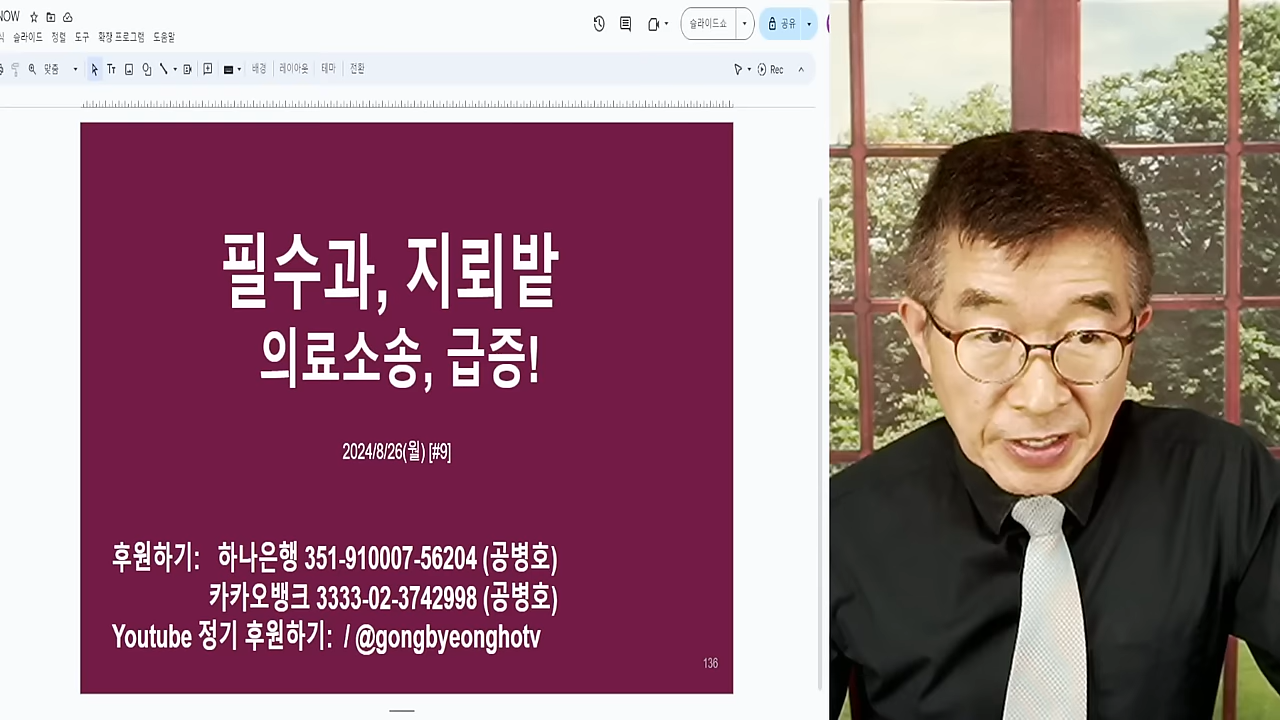 NOW
슬라이드 정렬 도구 확장 프로그램 도움말
슬라이드쇼
공유
맞춤
배경
레이아웃
테마
전환
Rec
필수과, 지뢰밭
의료소송, 급증!
2024/8/26(월) [#9]
후원하기: 하나은행 351-910007-56204 (공병호)
카카오뱅크 3333-02-3742998 (공병호)
Youtube 정기 후원하기: / @gongbyeonghotv
136